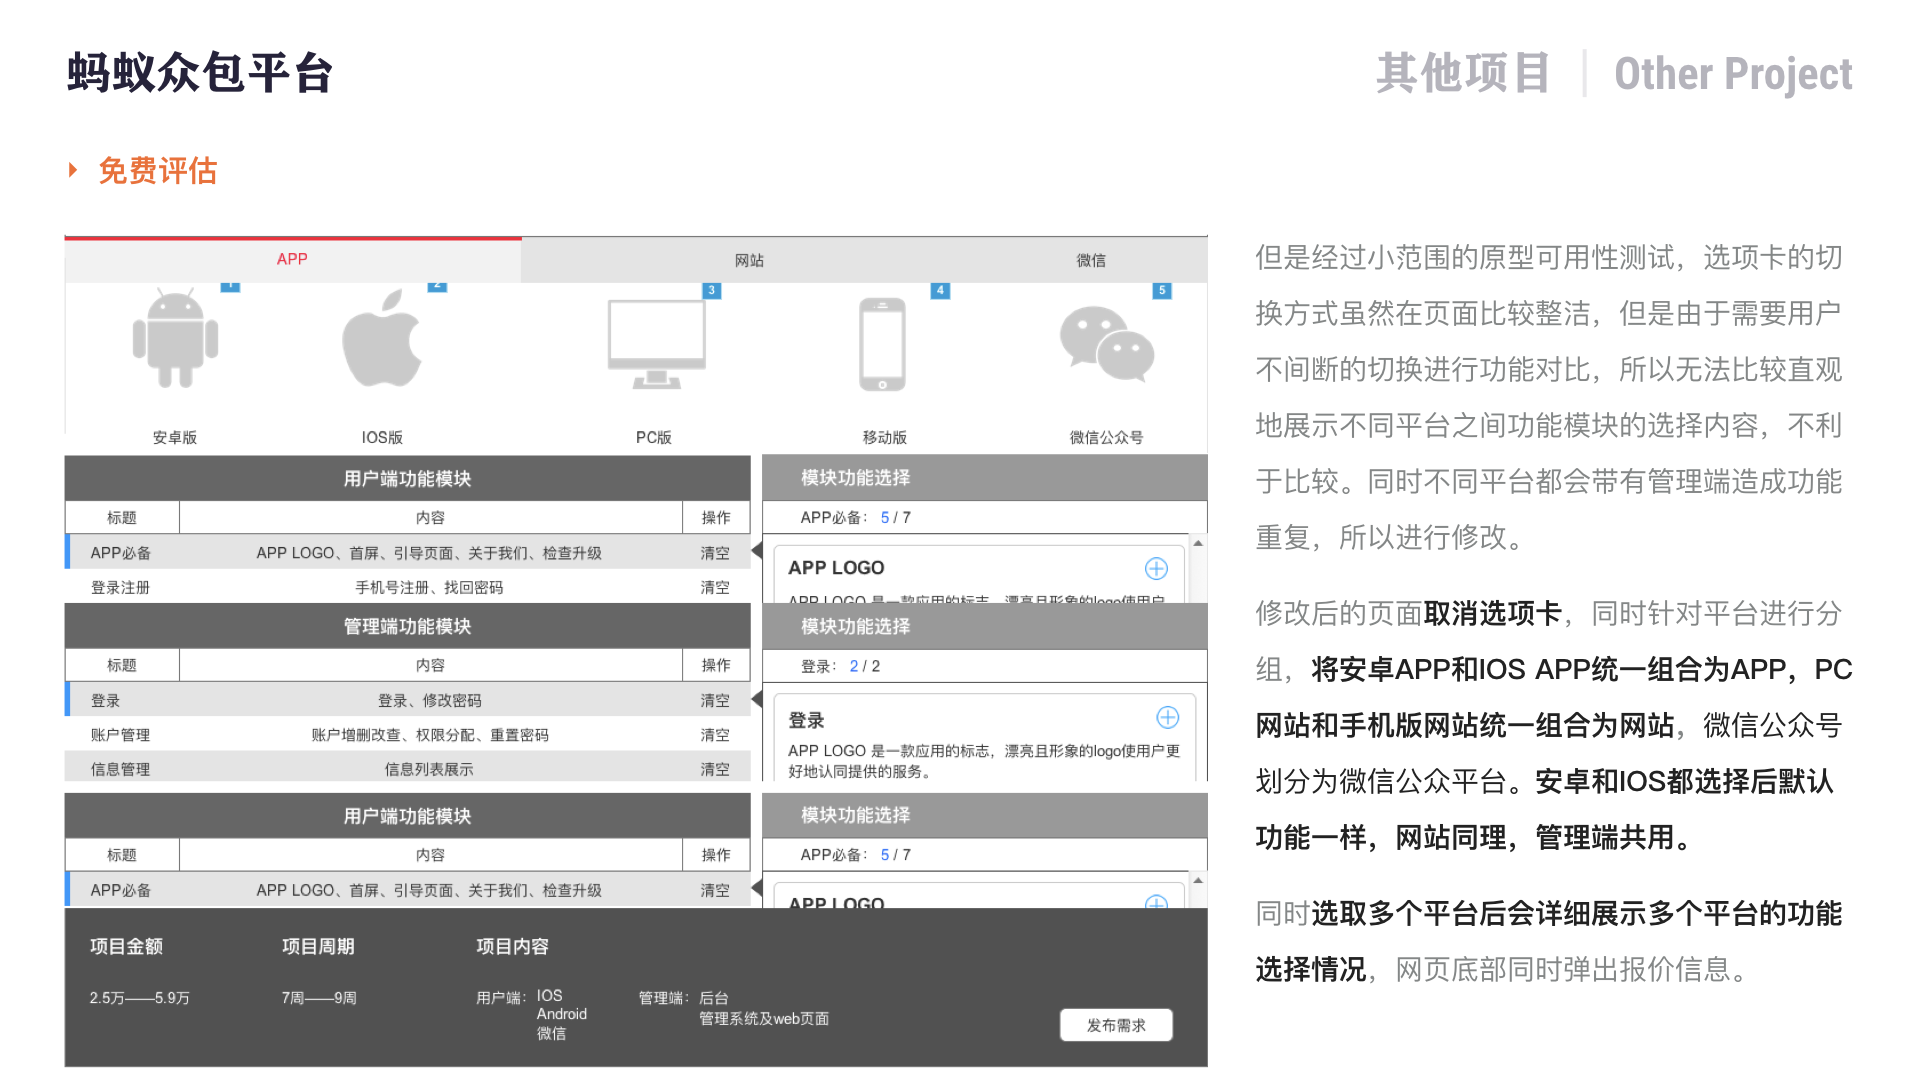 蚂蚁众包平台
其他项目 | Other Project
免费评估
APP 网站 微信
1 2 3 4 5
安卓版 IOS版 PC版 移动版 微信公众号
用户端功能模块 模块功能选择
标题 内容 操作 APP必备: 5 / 7
APP必备 APP LOGO、首屏、引导页面、关于我们、检查升级 清空
APP LOGO
登录注册 手机号注册、找回密码 清空
APP LOGO 是一款应用的标志，漂亮且形象的logo使用户
管理端功能模块 模块功能选择
标题 内容 操作 登录: 2 / 2
登录 登录、修改密码 清空
登录
账户管理 账户增删改查、权限分配、重置密码 清空
APP LOGO 是一款应用的标志，漂亮且形象的logo使用户更
好地认同提供的服务。
信息管理 信息列表展示 清空
用户端功能模块 模块功能选择
标题 内容 操作 APP必备: 5 / 7
APP必备 APP LOGO、首屏、引导页面、关于我们、检查升级 清空
APP LOGO
项目金额 项目周期 项目内容
2.5万——5.9万 7周——9周 用户端: IOS 管理端: 后台
Android 管理系统及web页面
微信
发布需求
但是经过小范围的原型可用性测试，选项卡的切
换方式虽然在页面比较整洁，但是由于需要用户
不间断的切换进行功能对比，所以无法比较直观
地展示不同平台之间功能模块的选择内容，不利
于比较。同时不同平台都会带有管理端造成功能
重复，所以进行修改。
修改后的页面取消选项卡，同时针对平台进行分
组，将安卓APP和IOS APP统一组合为APP，PC
网站和手机版网站统一组合为网站，微信公众号
划分为微信公众平台。安卓和IOS都选择后默认
功能一样，网站同理，管理端共用。
同时选取多个平台后会详细展示多个平台的功能
选择情况，网页底部同时弹出报价信息。